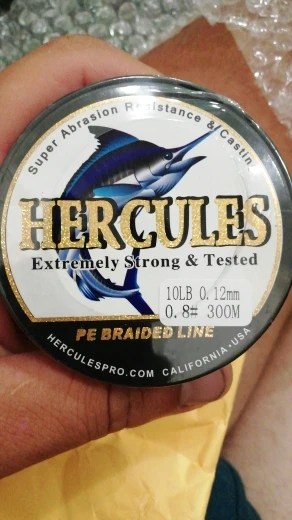 Super Abrasion Resistance & Castin
HERCULES
Extremely Strong & Tested
10LB 0.12mm
0.8# 300M
PE BRAIDED LINE
HERCULESPRO.COM CALIFORNIA • USA